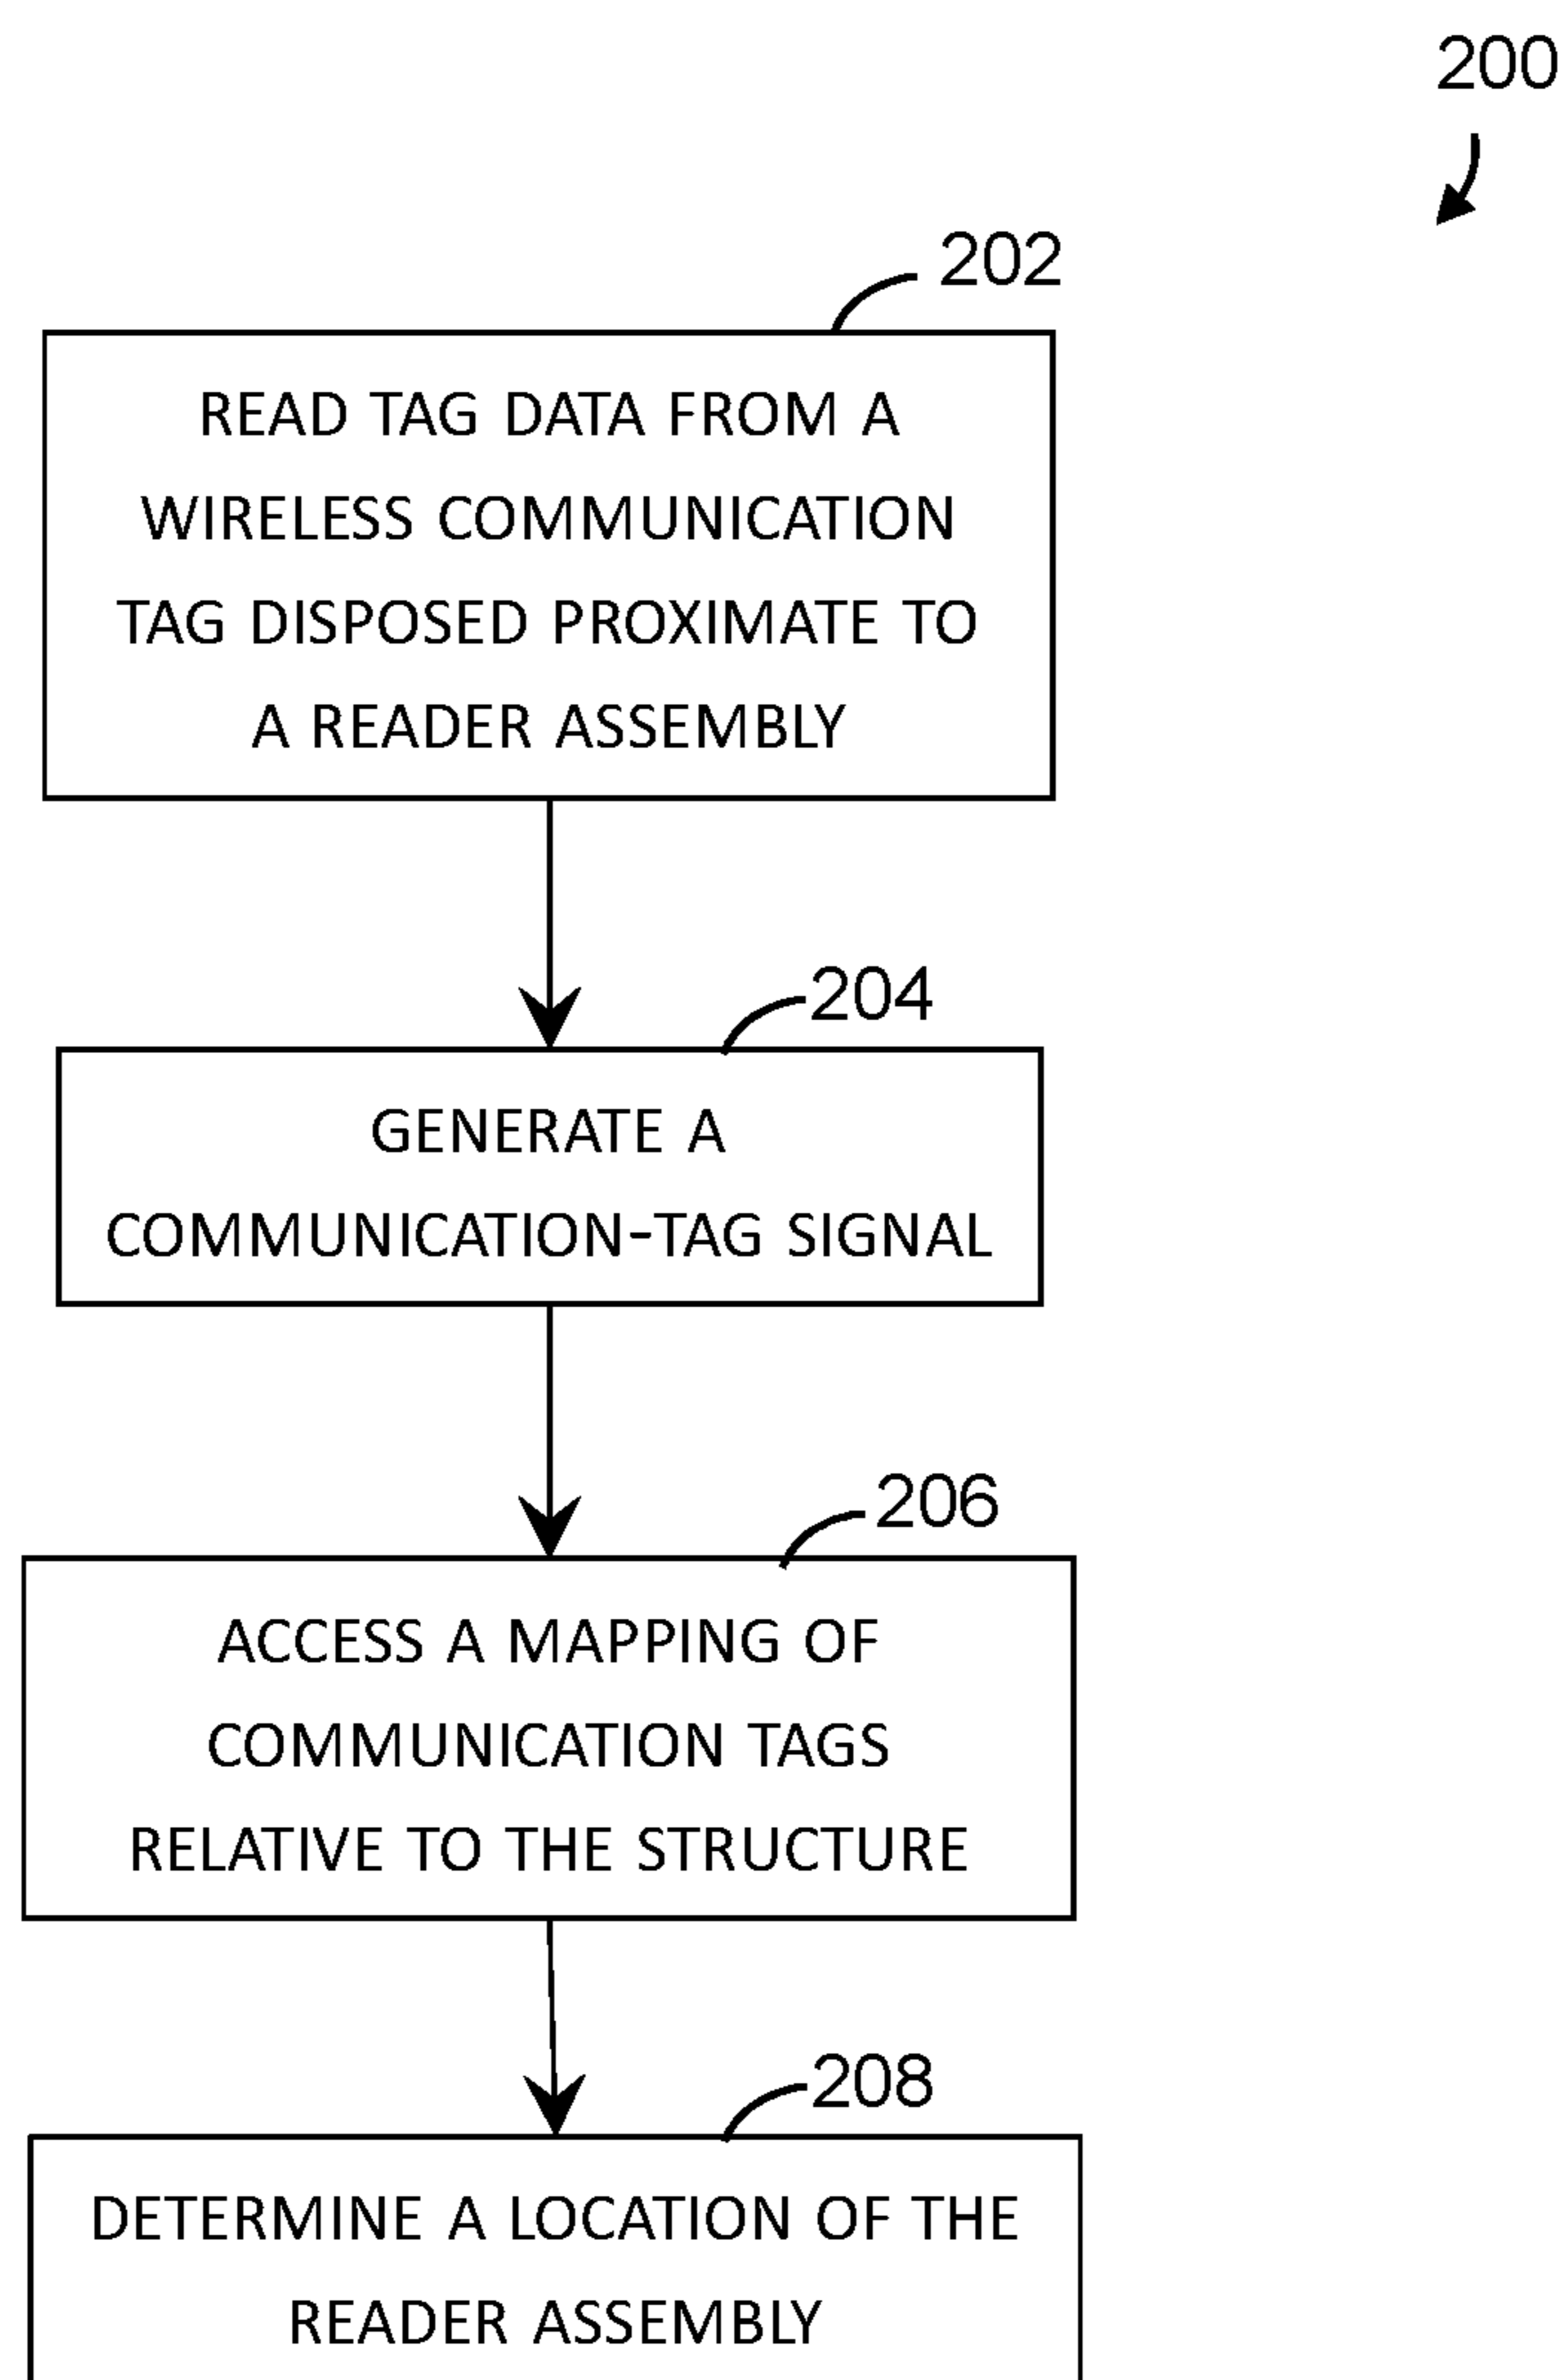 200
202
READ TAG DATA FROM A
WIRELESS COMMUNICATION
TAG DISPOSED PROXIMATE TO
A READER ASSEMBLY
204
GENERATE A
COMMUNICATION-TAG SIGNAL
206
ACCESS A MAPPING OF
COMMUNICATION TAGS
RELATIVE TO THE STRUCTURE
208
DETERMINE A LOCATION OF THE
READER ASSEMBLY